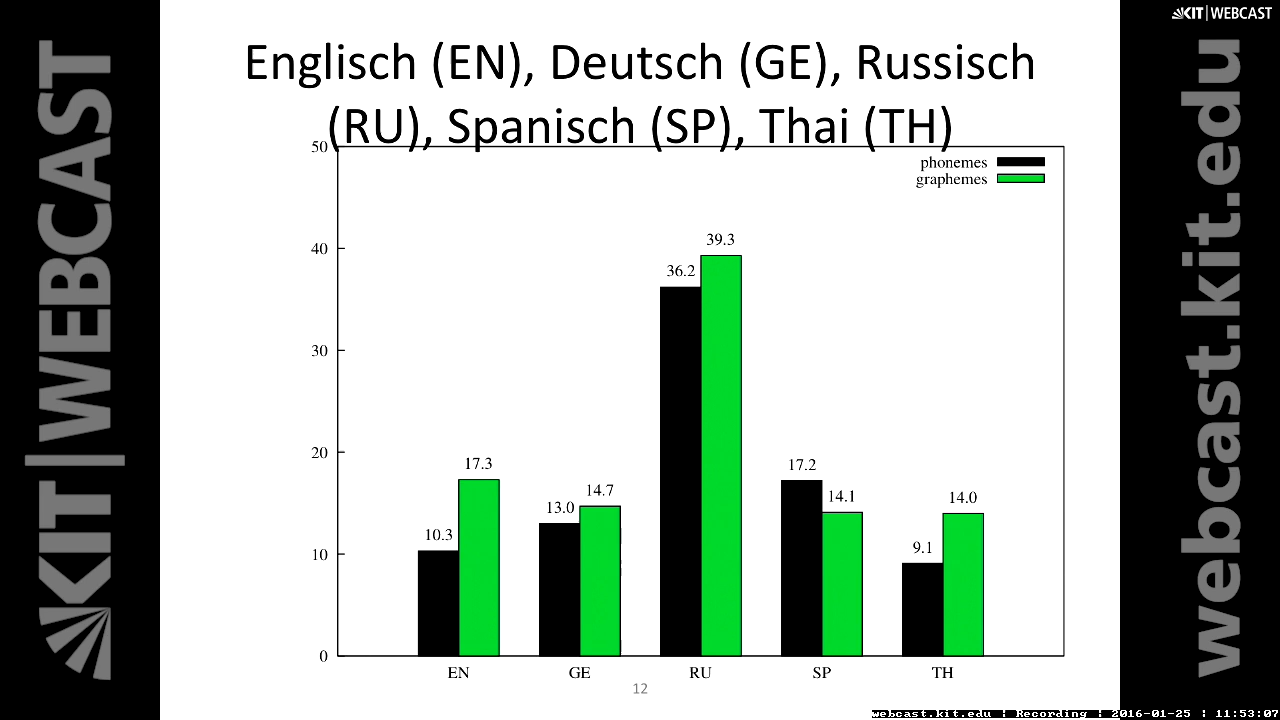 KIT|WEBCAST
KIT|WEBCAST
webcast.kit.edu
Englisch (EN), Deutsch (GE), Russisch
(RU), Spanisch (SP), Thai (TH)
50
phonemes
graphemes
40
39.3
36.2
30
20
17.3
17.2
14.7
14.1
14.0
13.0
10.3
10
9.1
0
EN GE RU SP TH
12
webcast.kit.edu | Recording | 2016-01-25 | 11:53:07